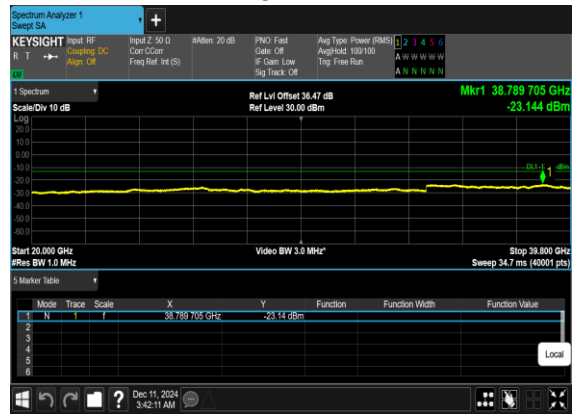 Spectrum Analyzer 1
Swept SA
KEYSIGHT Input: RF Input Z: 50 Ω #Atten: 20 dB PNO: Fast Avg Type: Power (RMS) 1 2 3 4 5 6
R T Coupling: DC Corr CCorr Gate: Off Avg|Hold: 100/100 A W W W W W
Align: Off Freq Ref: Int (S) IF Gain: Low Trig: Free Run
Sig Track: Off A N N N N N
LW
1 Spectrum Ref Lvl Offset 36.47 dB Mkr1 38.789 705 GHz
Scale/Div 10 dB Ref Level 30.00 dBm -23.144 dBm
Log
20.0
10.0
0.00
-10.0
DL1 -1 dBm
1
-20.0
-30.0
-40.0
-50.0
-60.0
Start 20.000 GHz Video BW 3.0 MHz* Stop 39.800 GHz
#Res BW 1.0 MHz Sweep 34.7 ms (40001 pts)
5 Marker Table
Mode Trace Scale X Y Function Function Width Function Value
1 N 1 f 38.789 705 GHz -23.14 dBm
2
3
4
5
6
Local
? Dec 11, 2024
3:42:11 AM